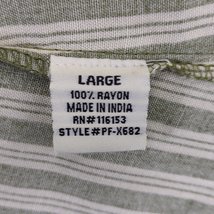 LARGE
100% RAYON
MADE IN INDIA
RN#116153
STYLE#PF-X682